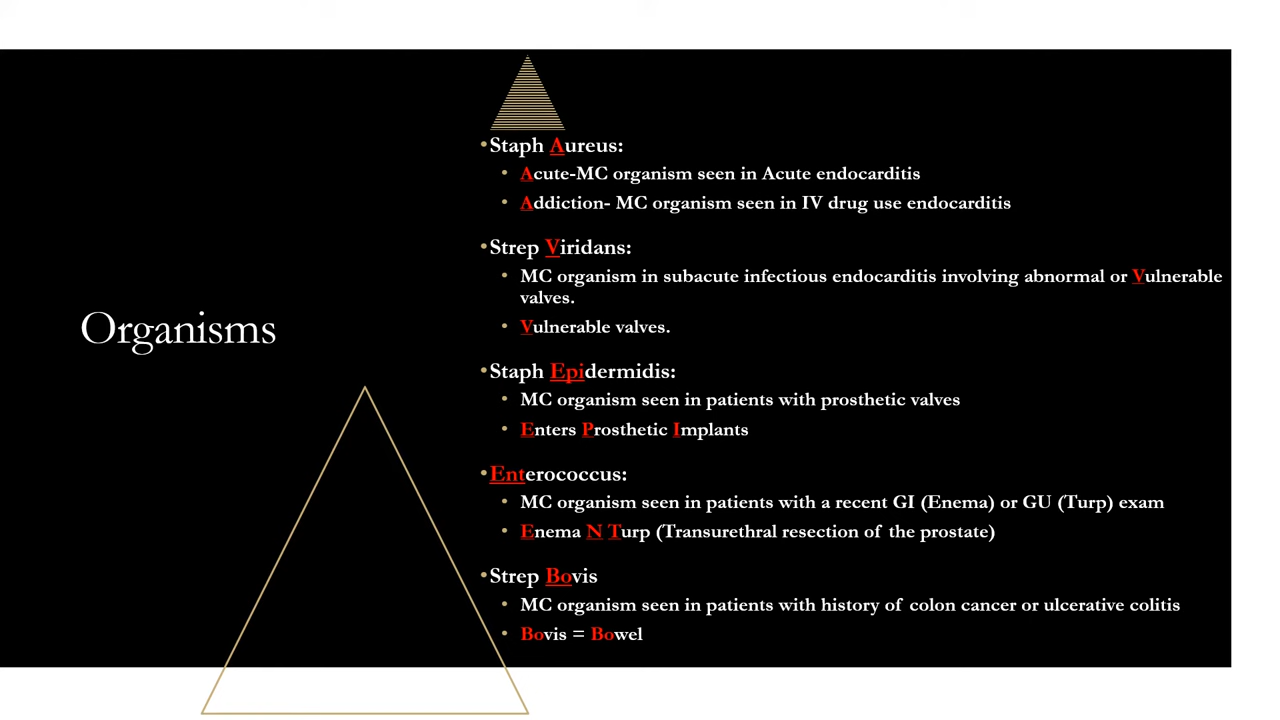 Organisms
•Staph Aureus:
• Acute-MC organism seen in Acute endocarditis
• Addiction- MC organism seen in IV drug use endocarditis
•Strep Viridans:
• MC organism in subacute infectious endocarditis involving abnormal or Vulnerable
valves.
• Vulnerable valves.
•Staph Epidermidis:
• MC organism seen in patients with prosthetic valves
• Enters Prosthetic Implants
•Enterococcus:
• MC organism seen in patients with a recent GI (Enema) or GU (Turp) exam
• Enema N Turp (Transurethral resection of the prostate)
•Strep Bovis
• MC organism seen in patients with history of colon cancer or ulcerative colitis
• Bovis = Bowel